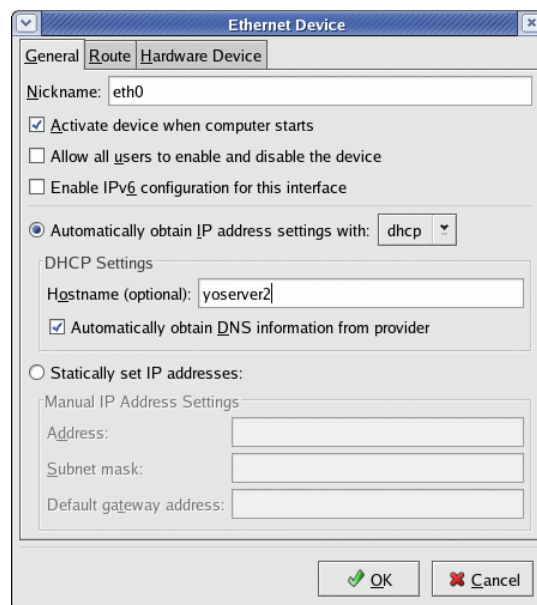 Ethernet Device
General Route Hardware Device
Nickname: eth0
Activate device when computer starts
Allow all users to enable and disable the device
Enable IPv6 configuration for this interface
Automatically obtain IP address settings with: dhcp
DHCP Settings
Hostname (optional): yoserver2
Automatically obtain DNS information from provider
Statically set IP addresses:
Manual IP Address Settings
Address:
Subnet mask:
Default gateway address:
OK Cancel